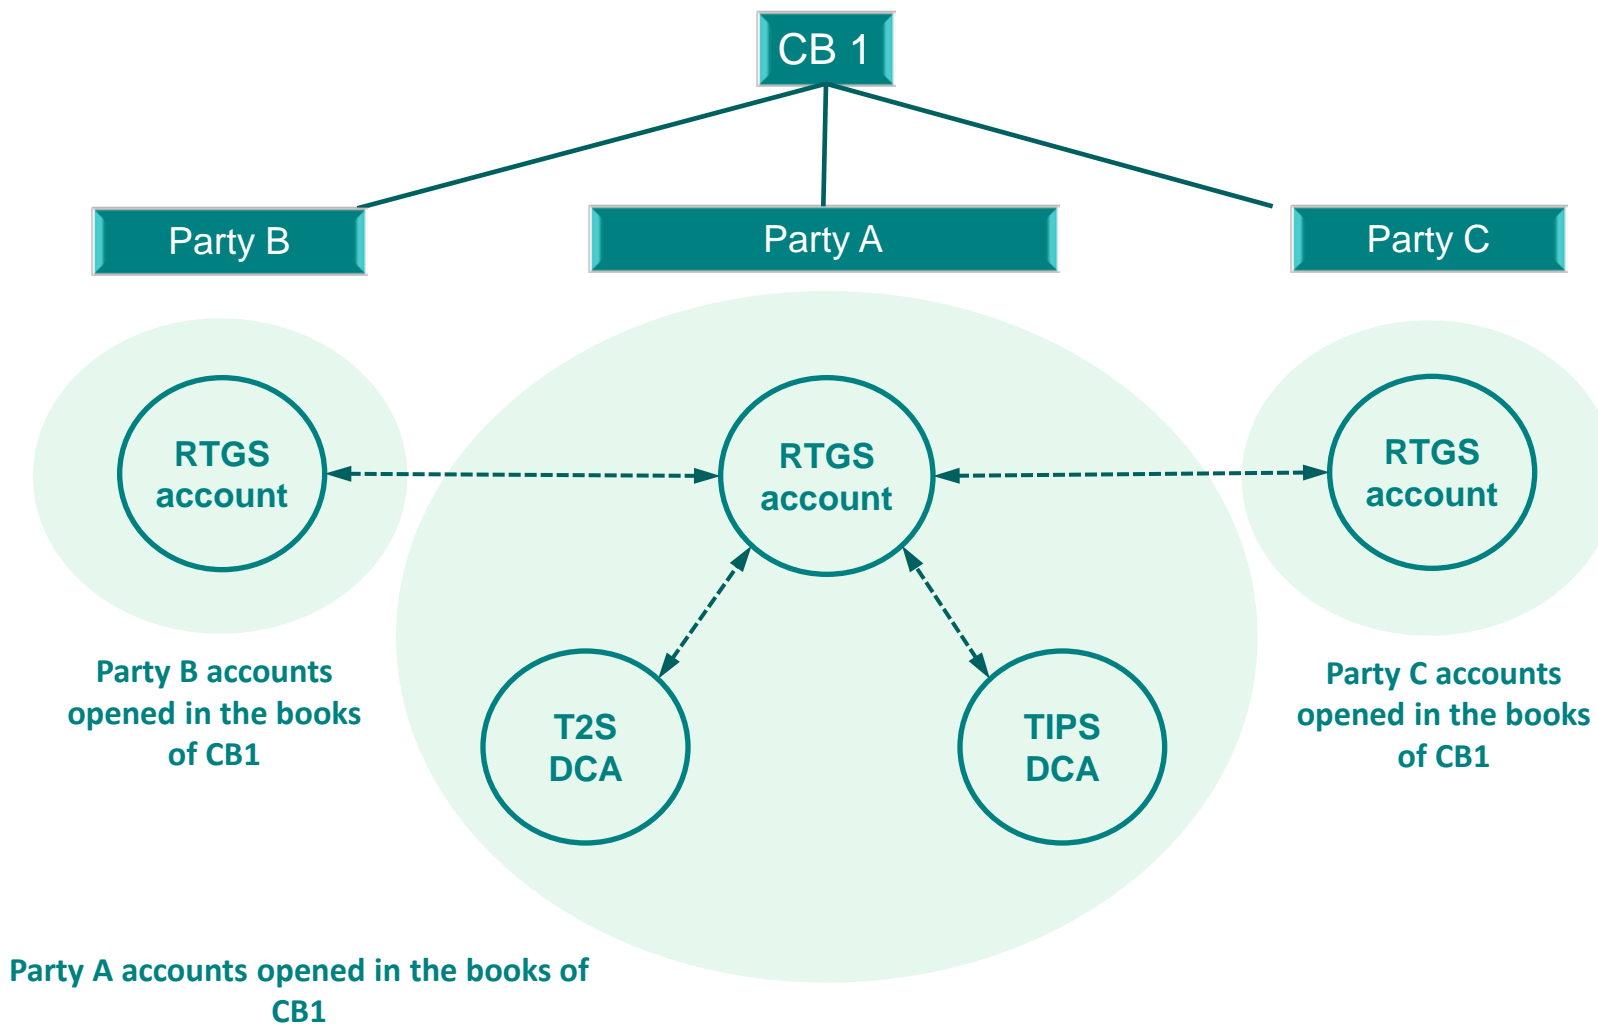 CB 1
Party B
Party A
Party C
RTGS
account
RTGS
account
RTGS
account
T2S
DCA
TIPS
DCA
Party B accounts
opened in the books
of CB1
Party C accounts
opened in the books
of CB1
Party A accounts opened in the books of
CB1